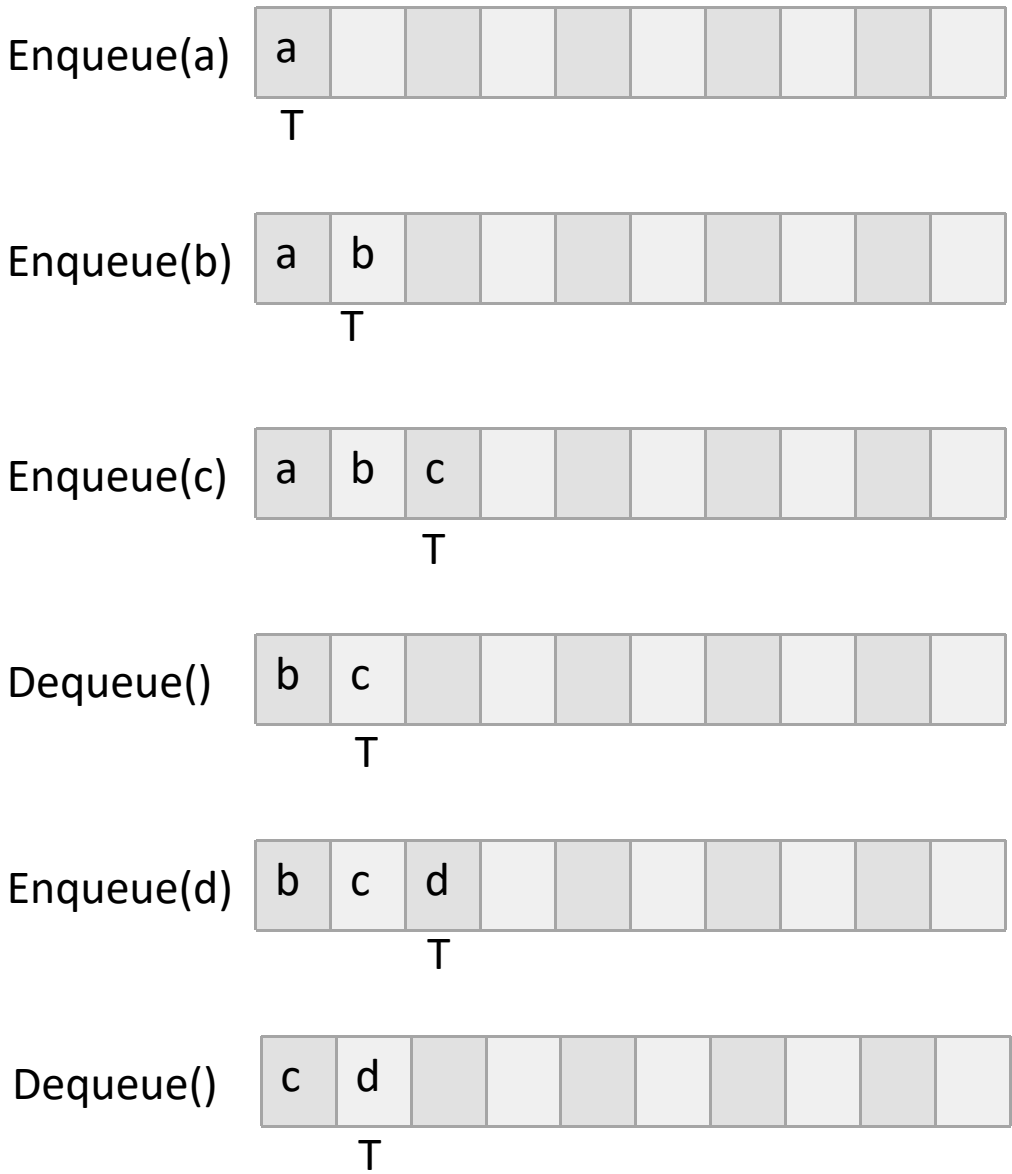 Enqueue(a) a
T
Enqueue(b) a b
T
Enqueue(c) a b c
T
Dequeue() b c
T
Enqueue(d) b c d
T
Dequeue() c d
T